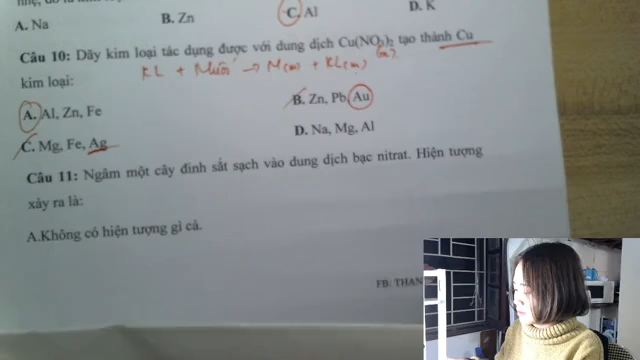 A. Na
B. Zn
C. Al
D. K
Câu 10: Dãy kim loại tác dụng được với dung dịch Cu(NO₃)₂ tạo thành Cu
kim loại:
KL + Muối → M(m) + KL(m)
A. Al, Zn, Fe
B. Zn, Pb, Au
C. Mg, Fe, Ag
D. Na, Mg, Al
Câu 11: Ngâm một cây đinh sắt sạch vào dung dịch bạc nitrat. Hiện tượng
xảy ra là:
A.Không có hiện tượng gì cả.
FB. THAN